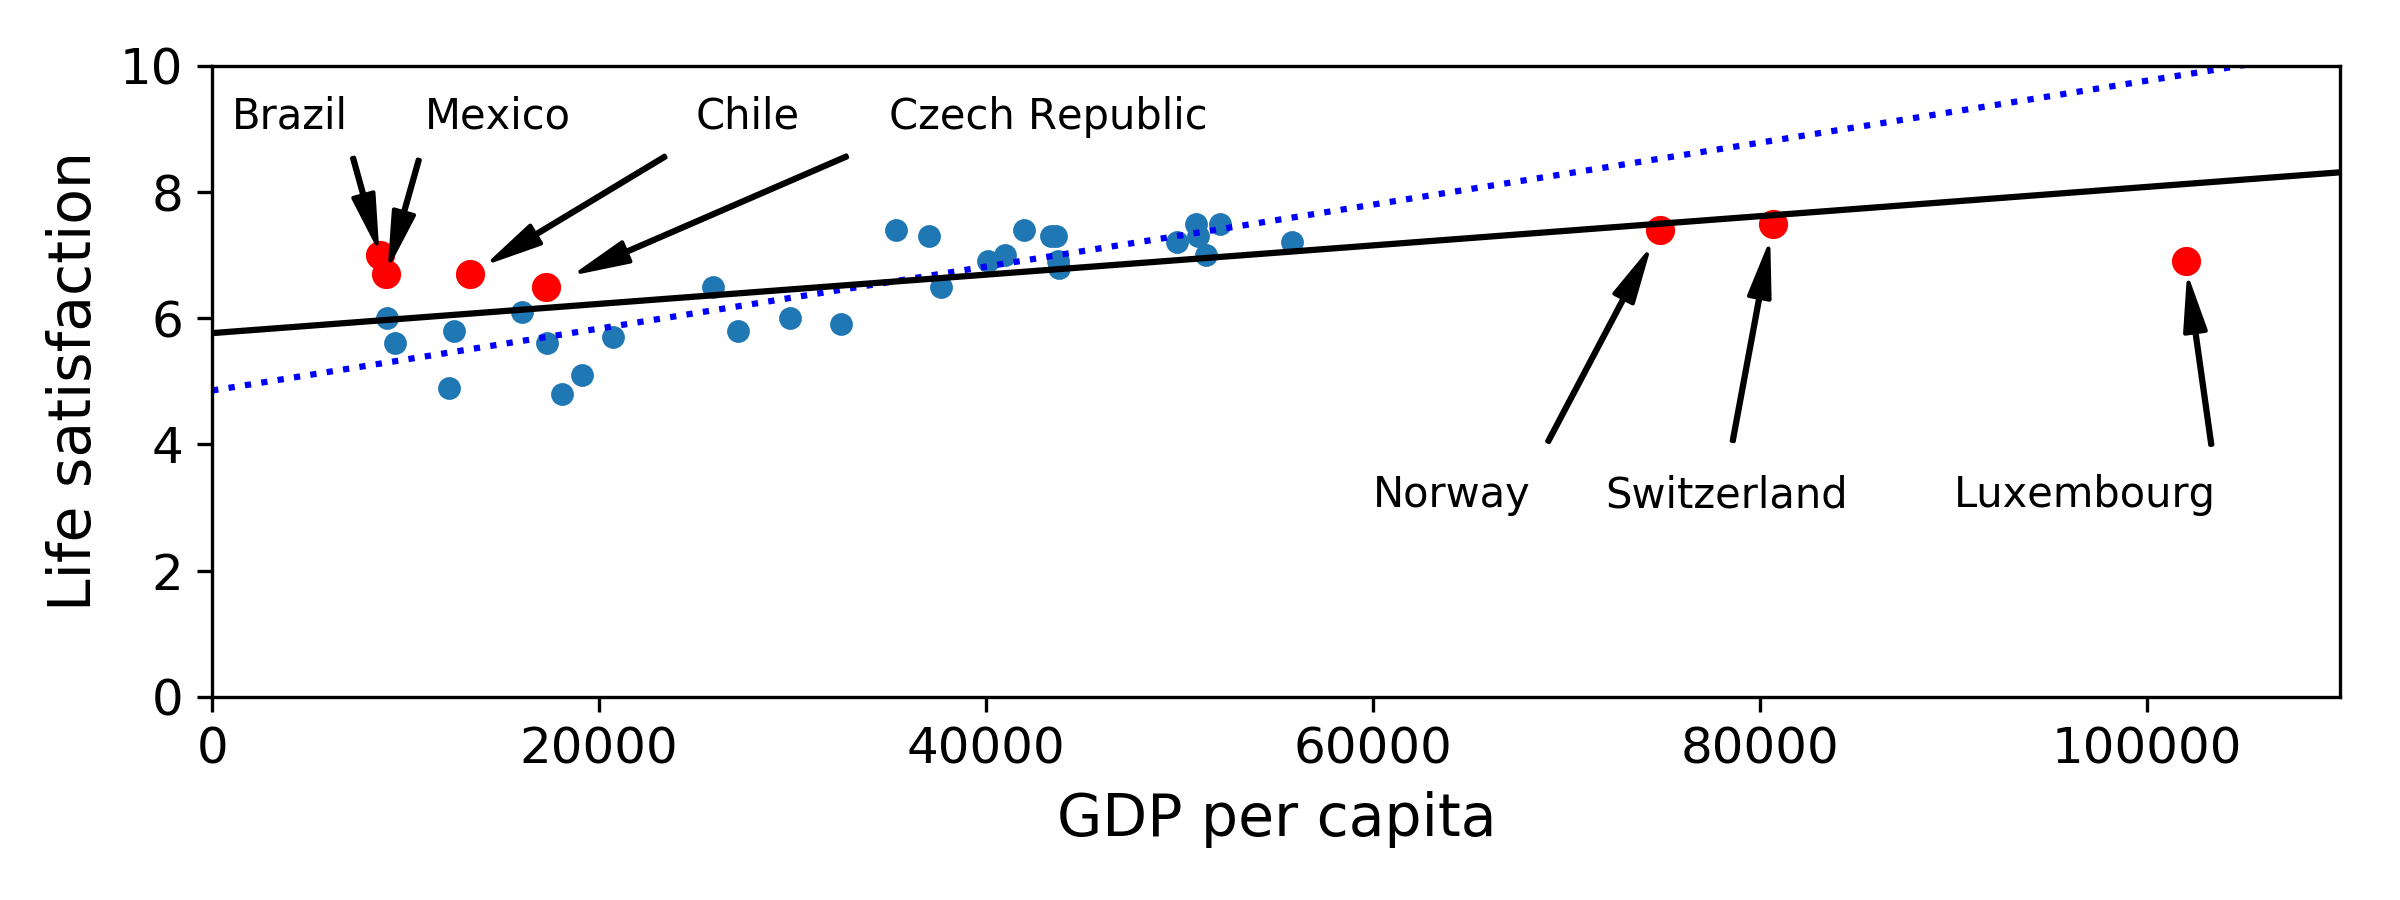 Life satisfaction
10
8
6
4
2
0
Brazil Mexico Chile Czech Republic
Norway Switzerland Luxembourg
0 20000 40000 60000 80000 100000
GDP per capita